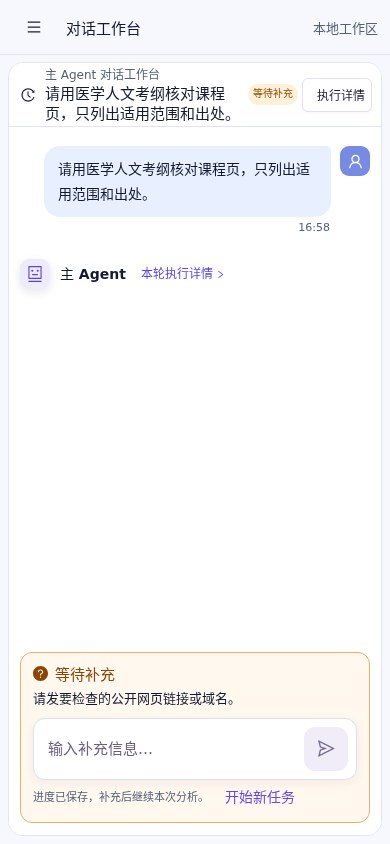 对话工作台
本地工作区
主 Agent 对话工作台
请用医学人文考纲核对课程
页，只列出适用范围和出处。
等待补充
执行详情
请用医学人文考纲核对课程页，只列出适
用范围和出处。
16:58
主 Agent
本轮执行详情
等待补充
请发要检查的公开网页链接或域名。
输入补充信息...
进度已保存，补充后继续本次分析。
开始新任务